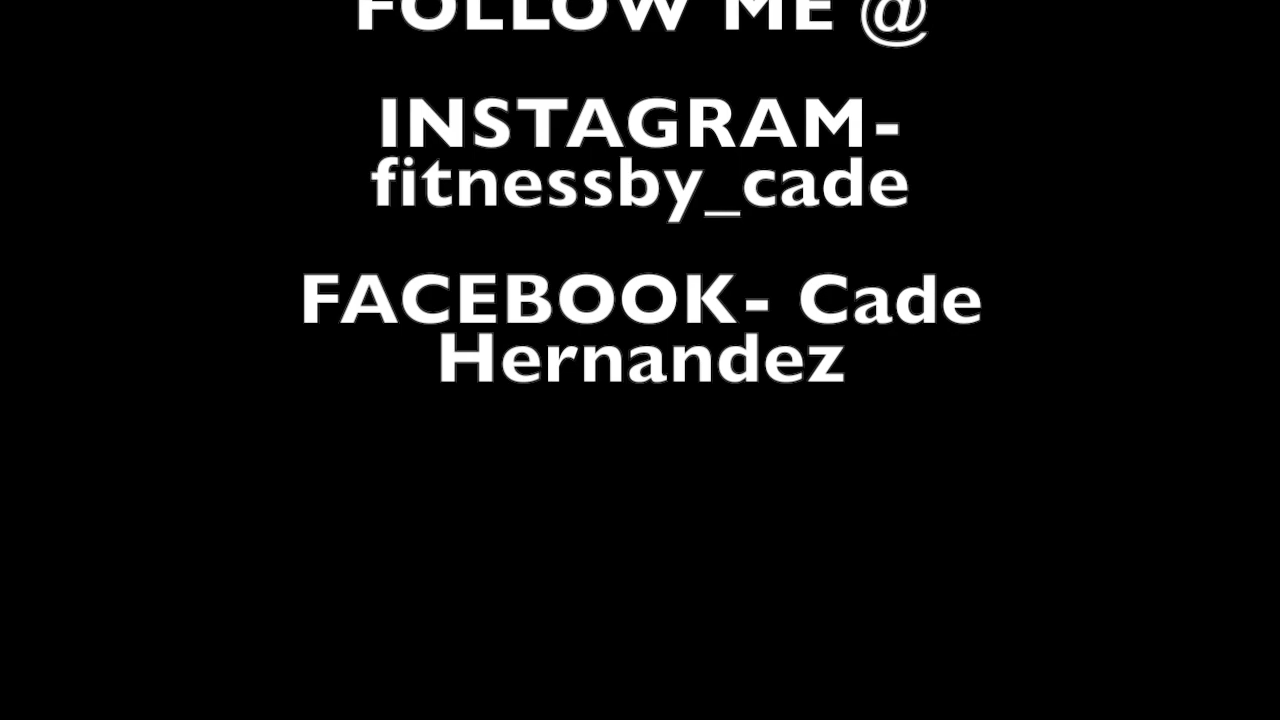 FOLLOW ME @
INSTAGRAM-
fitnessby_cade
FACEBOOK- Cade
Hernandez